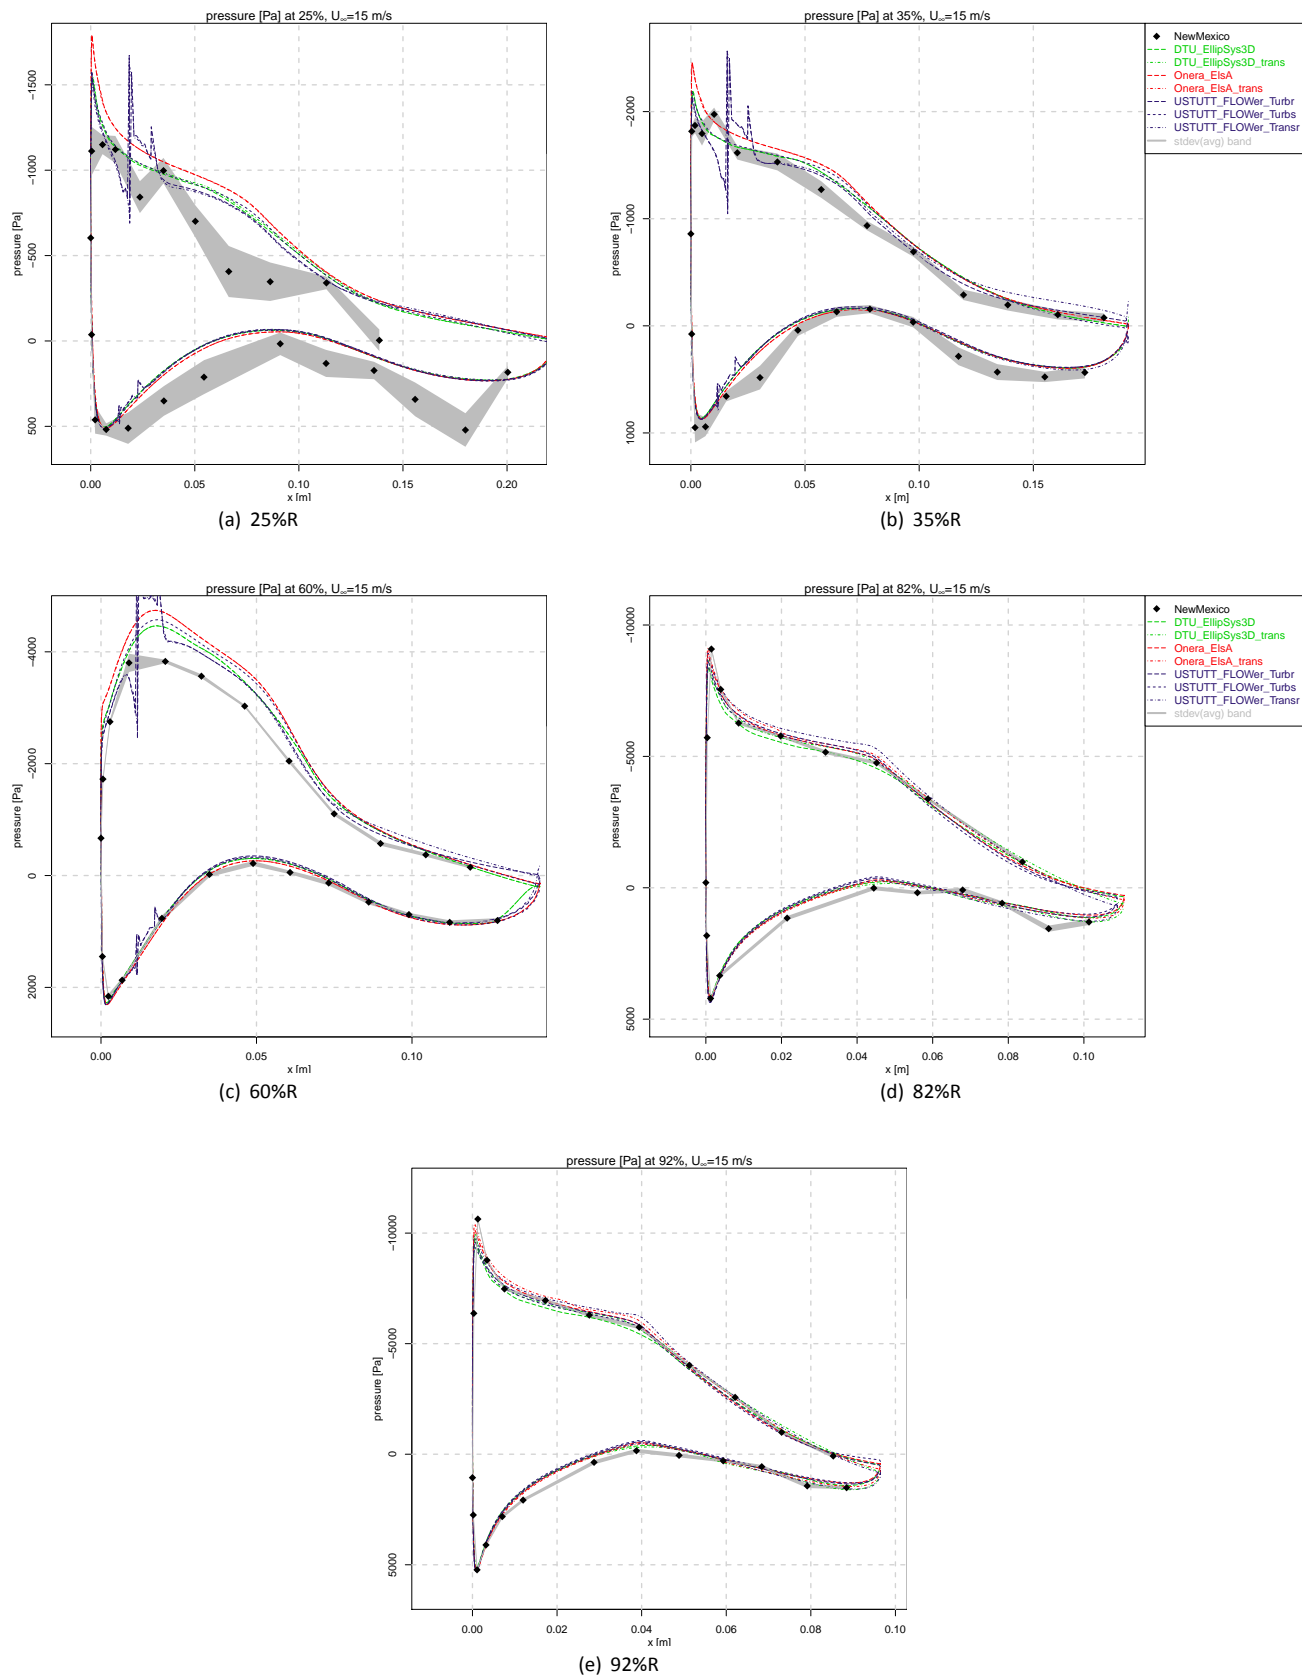 pressure [Pa] at 25%, U∞=15 m/s
pressure [Pa]
-1500
-1000
-500
0
500
0.00 0.05 0.10 0.15 0.20
x [m]
(a) 25%R
pressure [Pa] at 35%, U∞=15 m/s
pressure [Pa]
-2000
-1000
0
1000
0.00 0.05 0.10 0.15
x [m]
(b) 35%R
NewMexico
DTU_EllipSys3D
DTU_EllipSys3D_trans
Onera_ElsA
Onera_ElsA_trans
USTUTT_FLOWer_Turbr
USTUTT_FLOWer_Turbs
USTUTT_FLOWer_Transr
stdev(avg) band
pressure [Pa] at 60%, U∞=15 m/s
pressure [Pa]
-4000
-2000
0
2000
0.00 0.05 0.10
x [m]
(c) 60%R
pressure [Pa] at 82%, U∞=15 m/s
pressure [Pa]
-10000
-5000
0
5000
0.00 0.02 0.04 0.06 0.08 0.10
x [m]
(d) 82%R
NewMexico
DTU_EllipSys3D
DTU_EllipSys3D_trans
Onera_ElsA
Onera_ElsA_trans
USTUTT_FLOWer_Turbr
USTUTT_FLOWer_Turbs
USTUTT_FLOWer_Transr
stdev(avg) band
pressure [Pa] at 92%, U∞=15 m/s
pressure [Pa]
-10000
-5000
0
5000
0.00 0.02 0.04 0.06 0.08 0.10
x [m]
(e) 92%R